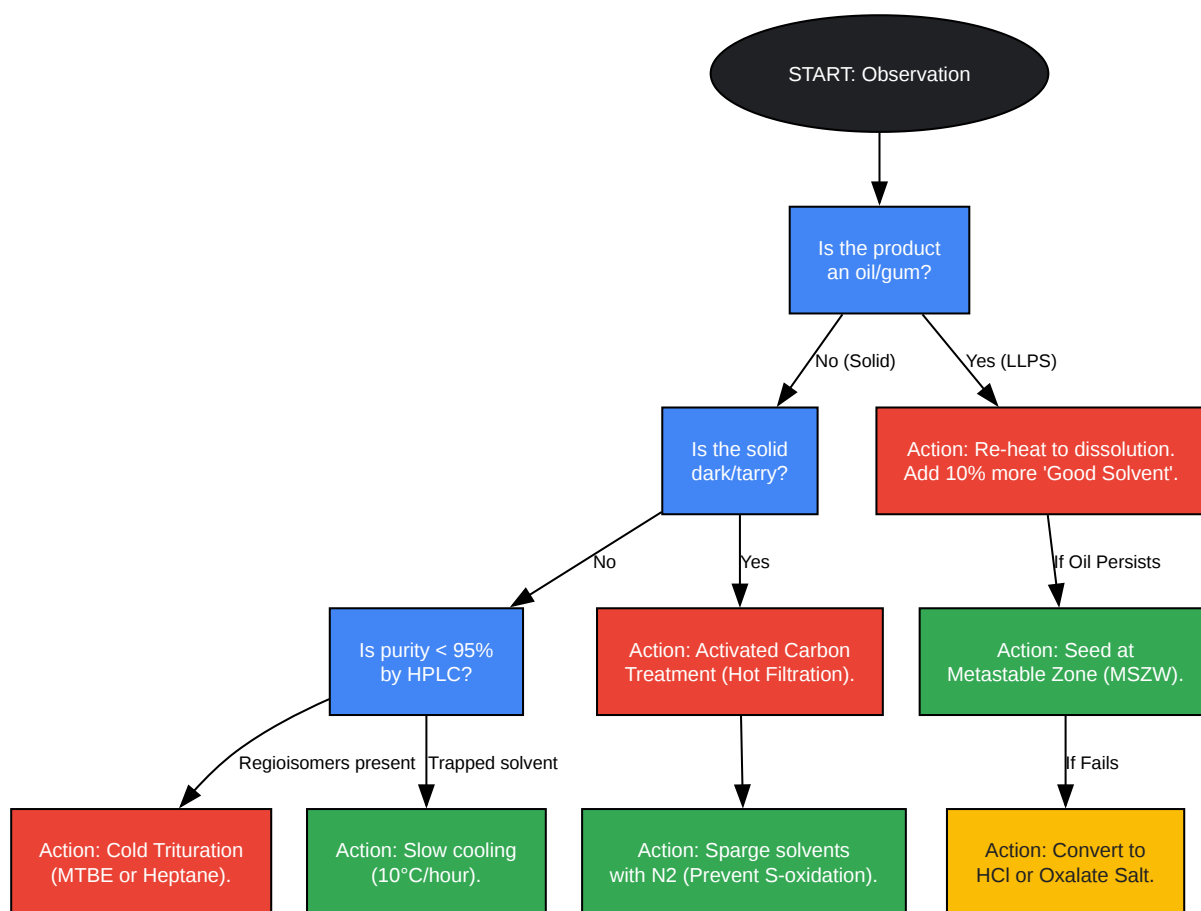 START: Observation
Is the product
an oil/gum?
No (Solid)
Yes (LLPS)
Is the solid
dark/tarry?
Action: Re-heat to dissolution.
Add 10% more 'Good Solvent'.
No
Yes
If Oil Persists
Is purity < 95%
by HPLC?
Action: Activated Carbon
Treatment (Hot Filtration).
Action: Seed at
Metastable Zone (MSZW).
Regioisomers present
Trapped solvent
If Fails
Action: Cold Trituration
(MTBE or Heptane).
Action: Slow cooling
(10°C/hour).
Action: Sparge solvents
with N2 (Prevent S-oxidation).
Action: Convert to
HCl or Oxalate Salt.